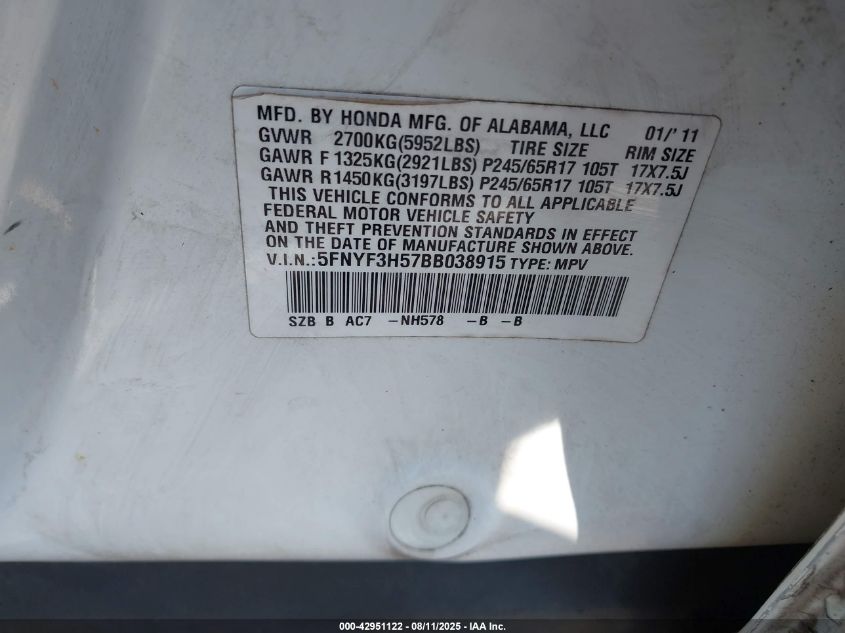 MFD. BY HONDA MFG. OF ALABAMA, LLC 01/'11
GVWR 2700KG(5952LBS) TIRE SIZE RIM SIZE
GAWR F 1325KG(2921LBS) P245/65R17 105T 17X7.5J
GAWR R1450KG(3197LBS) P245/65R17 105T 17X7.5J
THIS VEHICLE CONFORMS TO ALL APPLICABLE
FEDERAL MOTOR VEHICLE SAFETY
AND THEFT PREVENTION STANDARDS IN EFFECT
ON THE DATE OF MANUFACTURE SHOWN ABOVE.
V.I.N.:5FNYF3H57BB038915 TYPE: MPV
SZB B AC7 -NH578 -B -B
000-42951122 - 08/11/2025 - IAA Inc.